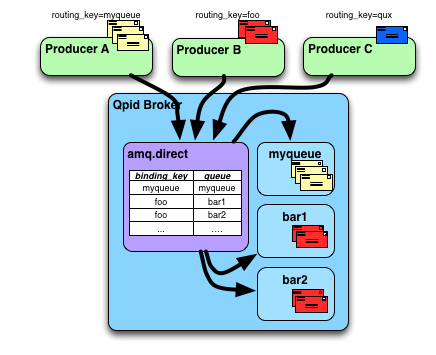 routing_key=myqueue
routing_key=foo
routing_key=qux
Producer A
Producer B
Producer C
Qpid Broker
amq.direct
binding_key queue
myqueue myqueue
foo bar1
foo bar2
... ....
myqueue
bar1
bar2